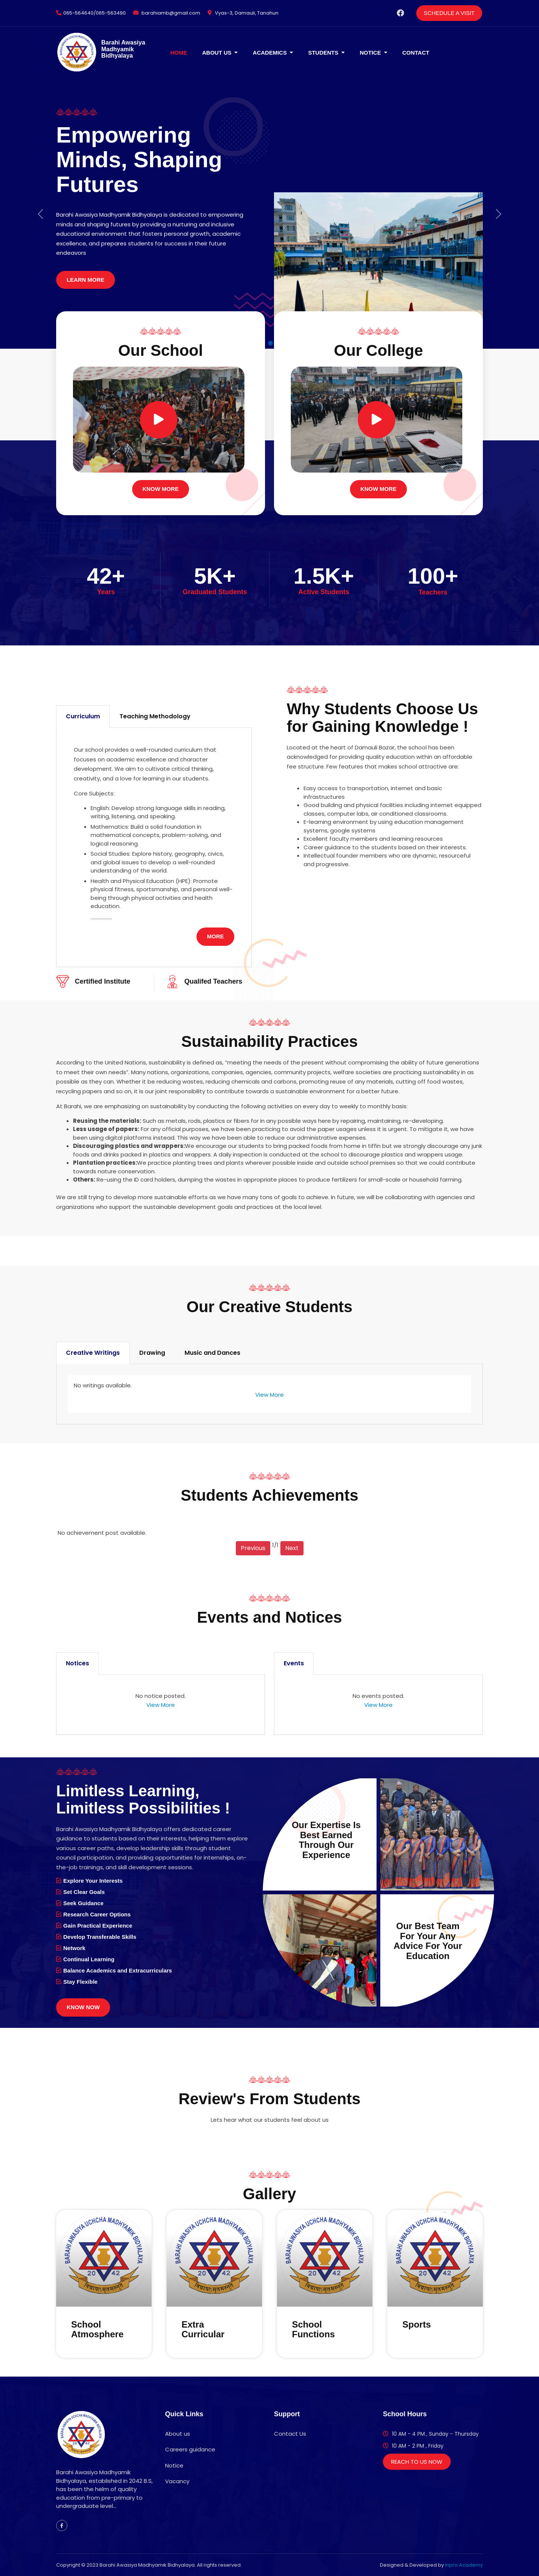 065-564640/065-563490 barahiamb@gmail.com Vyas-3, Damauli, Tanahun
SCHEDULE A VISIT
Barahi Awasiya
Madhyamik
Bidhyalaya
HOME ABOUT US ACADEMICS STUDENTS NOTICE CONTACT
Empowering
Minds, Shaping
Futures
Barahi Awasiya Madhyamik Bidhyalaya is dedicated to empowering
minds and shaping futures by providing a nurturing and inclusive
educational environment that fosters personal growth, academic
excellence, and prepares students for success in their future
endeavors
LEARN MORE
Our School
KNOW MORE
Our College
KNOW MORE
42+
Years
5K+
Graduated Students
1.5K+
Active Students
100+
Teachers
Curriculum Teaching Methodology
Our school provides a well-rounded curriculum that
focuses on academic excellence and character
development. We aim to cultivate critical thinking,
creativity, and a love for learning in our students.
Core Subjects:
English: Develop strong language skills in reading,
writing, listening, and speaking.
Mathematics: Build a solid foundation in
mathematical concepts, problem-solving, and
logical reasoning.
Social Studies: Explore history, geography, civics,
and global issues to develop a well-rounded
understanding of the world.
Health and Physical Education (HPE): Promote
physical fitness, sportsmanship, and personal well-
being through physical activities and health
education.
MORE
Certified Institute
Qualifed Teachers
Why Students Choose Us
for Gaining Knowledge !
Located at the heart of Damauli Bazar, the school has been
acknowledged for providing quality education within an affordable
fee structure. Few features that makes school attractive are:
Easy access to transportation, internet and basic
infrastructures
Good building and physical facilities including internet equipped
classes, computer labs, air conditioned classrooms.
E-learning environment by using education management
systems, google systems
Excellent faculty members and learning resources
Career guidance to the students based on their interests.
Intellectual founder members who are dynamic, resourceful
and progressive.
Sustainability Practices
According to the United Nations, sustainability is defined as, “meeting the needs of the present without compromising the ability of future generations
to meet their own needs”. Many nations, organizations, companies, agencies, community projects, welfare societies are practicing sustainability in as
possible as they can. Whether it be reducing wastes, reducing chemicals and carbons, promoting reuse of any materials, cutting off food wastes,
recycling papers and so on, it is our joint responsibility to contribute towards sustainable environment for a better future.
At Barahi, we are emphasizing on sustainability by conducting the following activities on every day to weekly to monthly basis:
Reusing the materials: Such as metals, rods, plastics or fibers for in any possible ways here by repairing, maintaining, re-designing.
Less usage of papers: For any official purposes, we have been practicing to think twice before using papers and usages it is at urgent. To mitigate it, we have
been using digital platforms instead. This way we have been able to reduce our administrative expenses.
Discouraging plastics and wrappers:We encourage our students to bring packed foods from home in tiffin but we strongly discourage any junk
foods and drinks packed in plastics and wrappers. A daily inspection is conducted at the school to discourage plastics and wrappers usage.
Plantation practices:We practice planting trees and plants wherever possible inside and outside school premises so that we could contribute
towards nature conservation.
Others: Re-using the ID card holders, dumping the wastes in appropriate places to produce fertilizers for small-scale or household farming.
We are still trying to develop more sustainable efforts as we have many tons of goals to achieve. In future, we will be collaborating with agencies and
organizations who support the sustainable development goals and practices at the local level.
Our Creative Students
Creative Writings Drawing Music and Dances
No writings available.
View More
Students Achievements
No achievement post available.
Previous 1/1 Next
Events and Notices
Notices
No notice posted.
View More
Events
No events posted.
View More
Limitless Learning,
Limitless Possibilities !
Barahi Awasiya Madhyamik Bidhyalaya offers dedicated career
guidance to students based on their interests, helping them explore
various career paths, develop leadership skills through student
council participation, and providing opportunities for internships, on-
the-job trainings, and skill development sessions.
Explore Your Interests
Set Clear Goals
Seek Guidance
Research Career Options
Gain Practical Experience
Develop Transferable Skills
Network
Continual Learning
Balance Academics and Extracurriculars
Stay Flexible
KNOW NOW
Our Expertise Is
Best Earned
Through Our
Experience
Our Best Team
For Your Any
Advice For Your
Education
Review's From Students
Lets hear what our students feel about us
Gallery
BARAHI AWASIYA UCHCHA MADHYAMIK BIDYALAYA
20 42
BARAHI AWASIYA UCHCHA MADHYAMIK BIDYALAYA
20 42
BARAHI AWASIYA UCHCHA MADHYAMIK BIDYALAYA
20 42
BARAHI AWASIYA UCHCHA MADHYAMIK BIDYALAYA
20 42
School
Atmosphere
Extra
Curricular
School
Functions
Sports
Barahi Awasiya Madhyamik
Bidhyalaya, established in 2042 B.S,
has been the helm of quality
education from pre-primary to
undergraduate level...
Quick Links
About us
Careers guidance
Notice
Vacancy
Support
Contact Us
School Hours
10 AM - 4 PM , Sunday - Thursday
10 AM - 2 PM , Friday
REACH TO US NOW
Copyright © 2023 Barahi Awasiya Madhyamik Bidhyalaya. All rights reserved
Designed & Developed by Inpro Academy